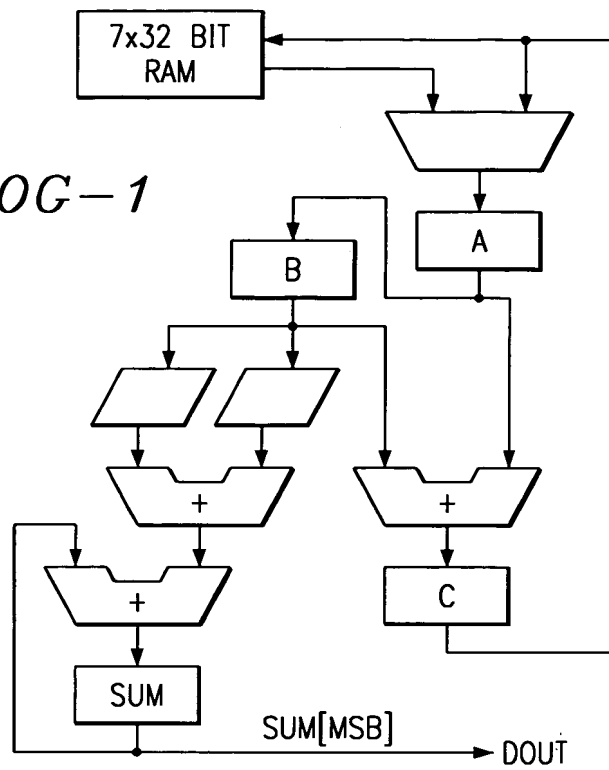 7x32 BIT
RAM
OG-1
A
B
+
+
+
C
SUM
SUM[MSB]
DOUT